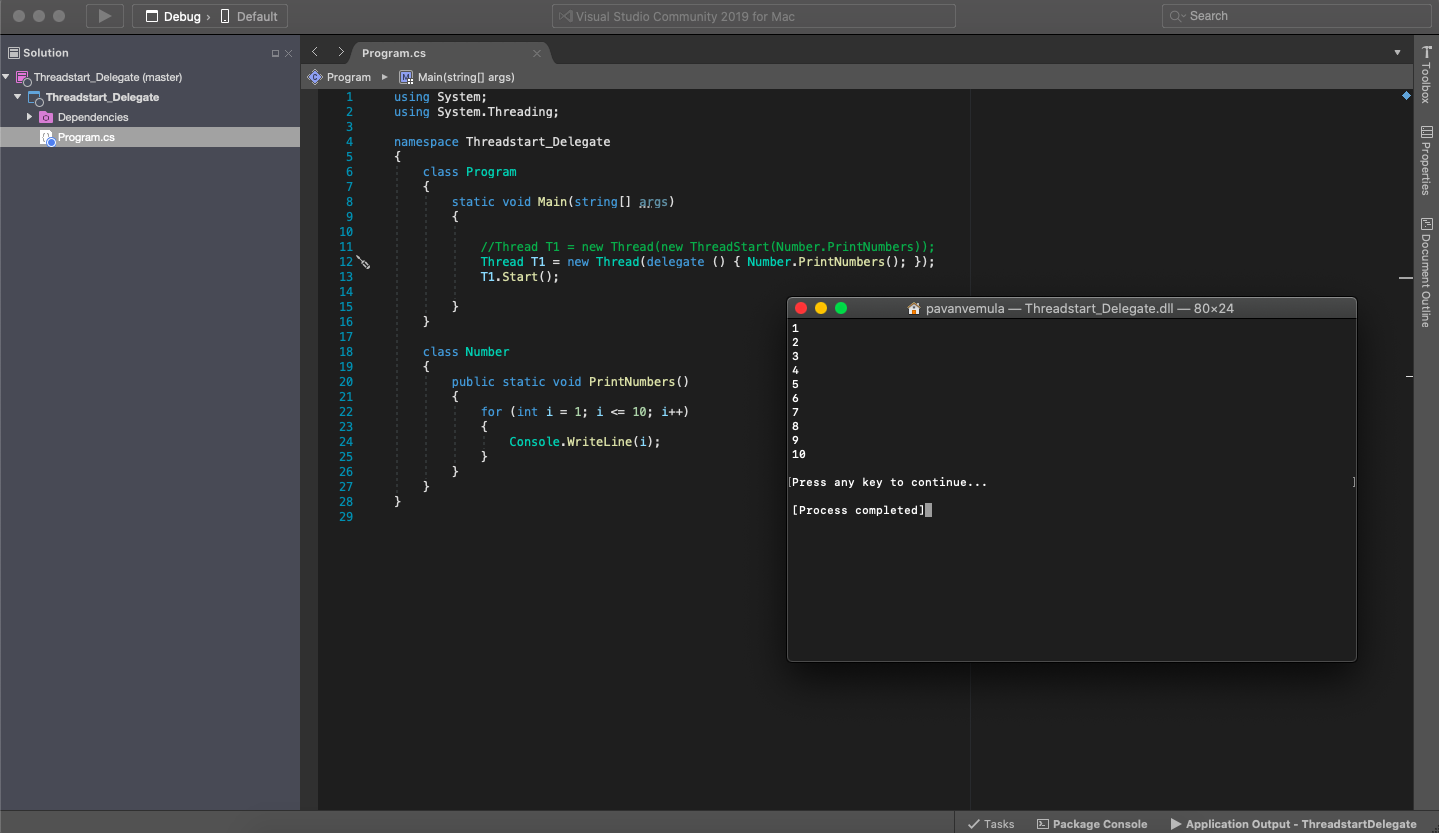 Debug › Default
Visual Studio Community 2019 for Mac
Search
Solution
Threadstart_Delegate (master)
Threadstart_Delegate
Dependencies
Program.cs
Program.cs
Program
Main(string[] args)
1 using System;
2 using System.Threading;
3
4 namespace Threadstart_Delegate
5 {
6 class Program
7 {
8 static void Main(string[] args)
9 {
10
11 //Thread T1 = new Thread(new ThreadStart(Number.PrintNumbers));
12 Thread T1 = new Thread(delegate () { Number.PrintNumbers(); });
13 T1.Start();
14
15 }
16 }
17
18 class Number
19 {
20 public static void PrintNumbers()
21 {
22 for (int i = 1; i <= 10; i++)
23 {
24 Console.WriteLine(i);
25 }
26 }
27 }
28 }
29
pavanvemula — Threadstart_Delegate.dll — 80×24
1
2
3
4
5
6
7
8
9
10
[Press any key to continue... ]
[Process completed]
Toolbox
Properties
Document Outline
Tasks
Package Console
Application Output - ThreadstartDelegate